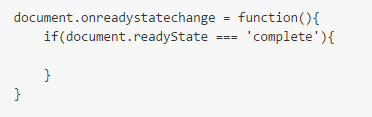 document.onreadystatechange = function(){
    if(document.readyState === 'complete'){
    }
}